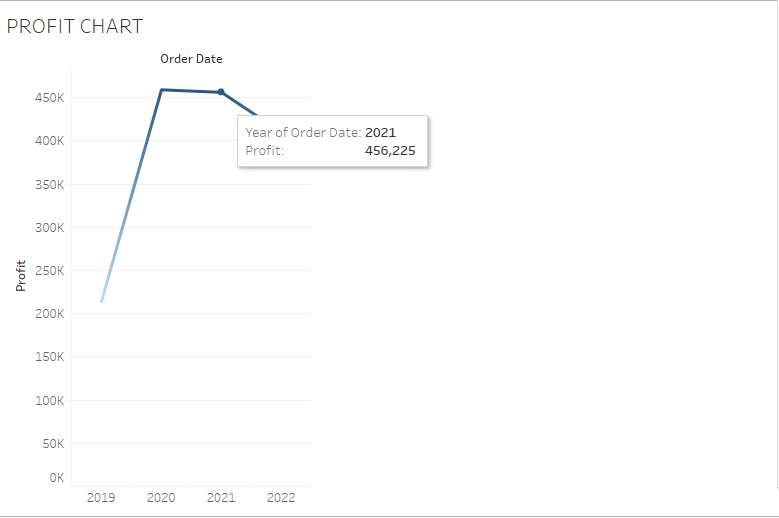 PROFIT CHART
Order Date
450K
400K
350K
300K
250K
200K
150K
100K
50K
0K
Profit
Year of Order Date: 2021
Profit: 456,225
2019 2020 2021 2022